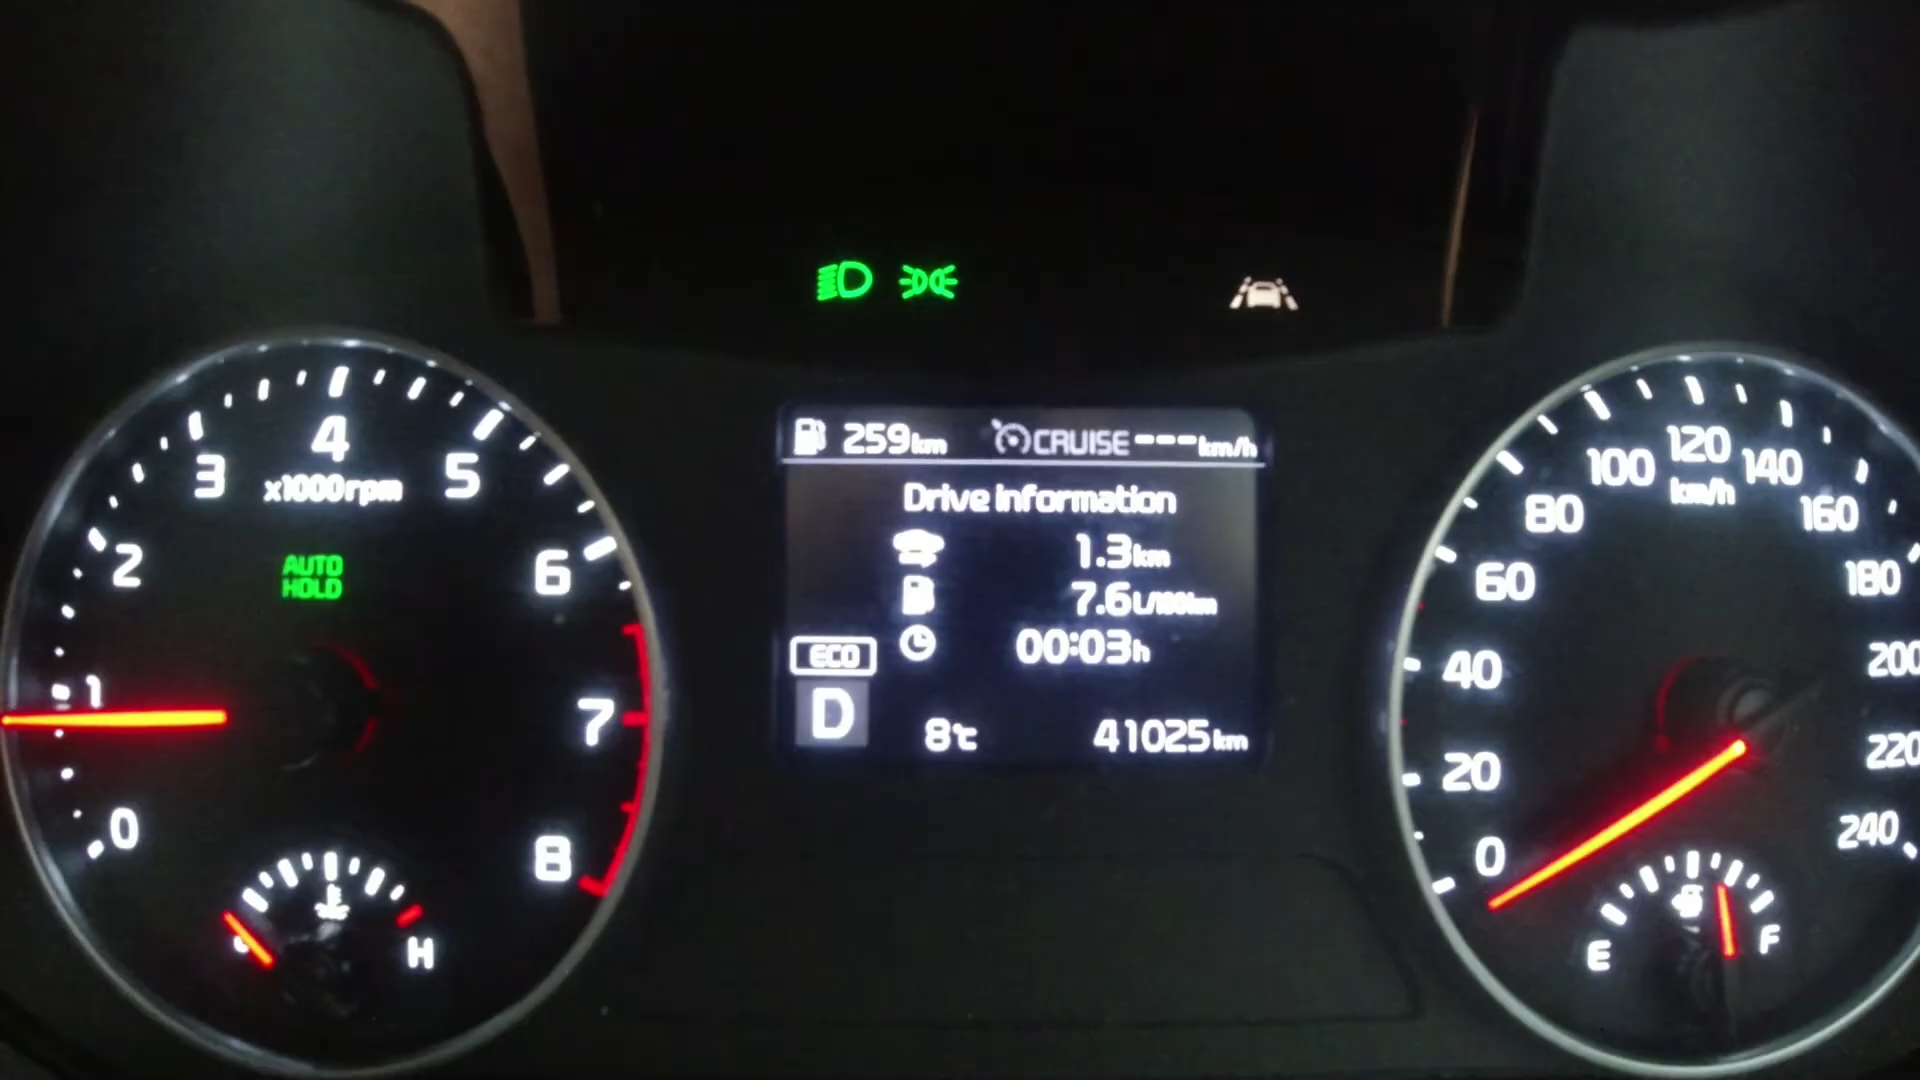 259km CRUISE ---km/h
Drive information
1.3km
7.6L/100km
00:03h
ECO
D
8℃ 41025km
0
1
2
3
4
5
6
7
8
x1000rpm
AUTO
HOLD
H
0
20
40
60
80
100
120
140
160
180
200
220
240
km/h
E
F